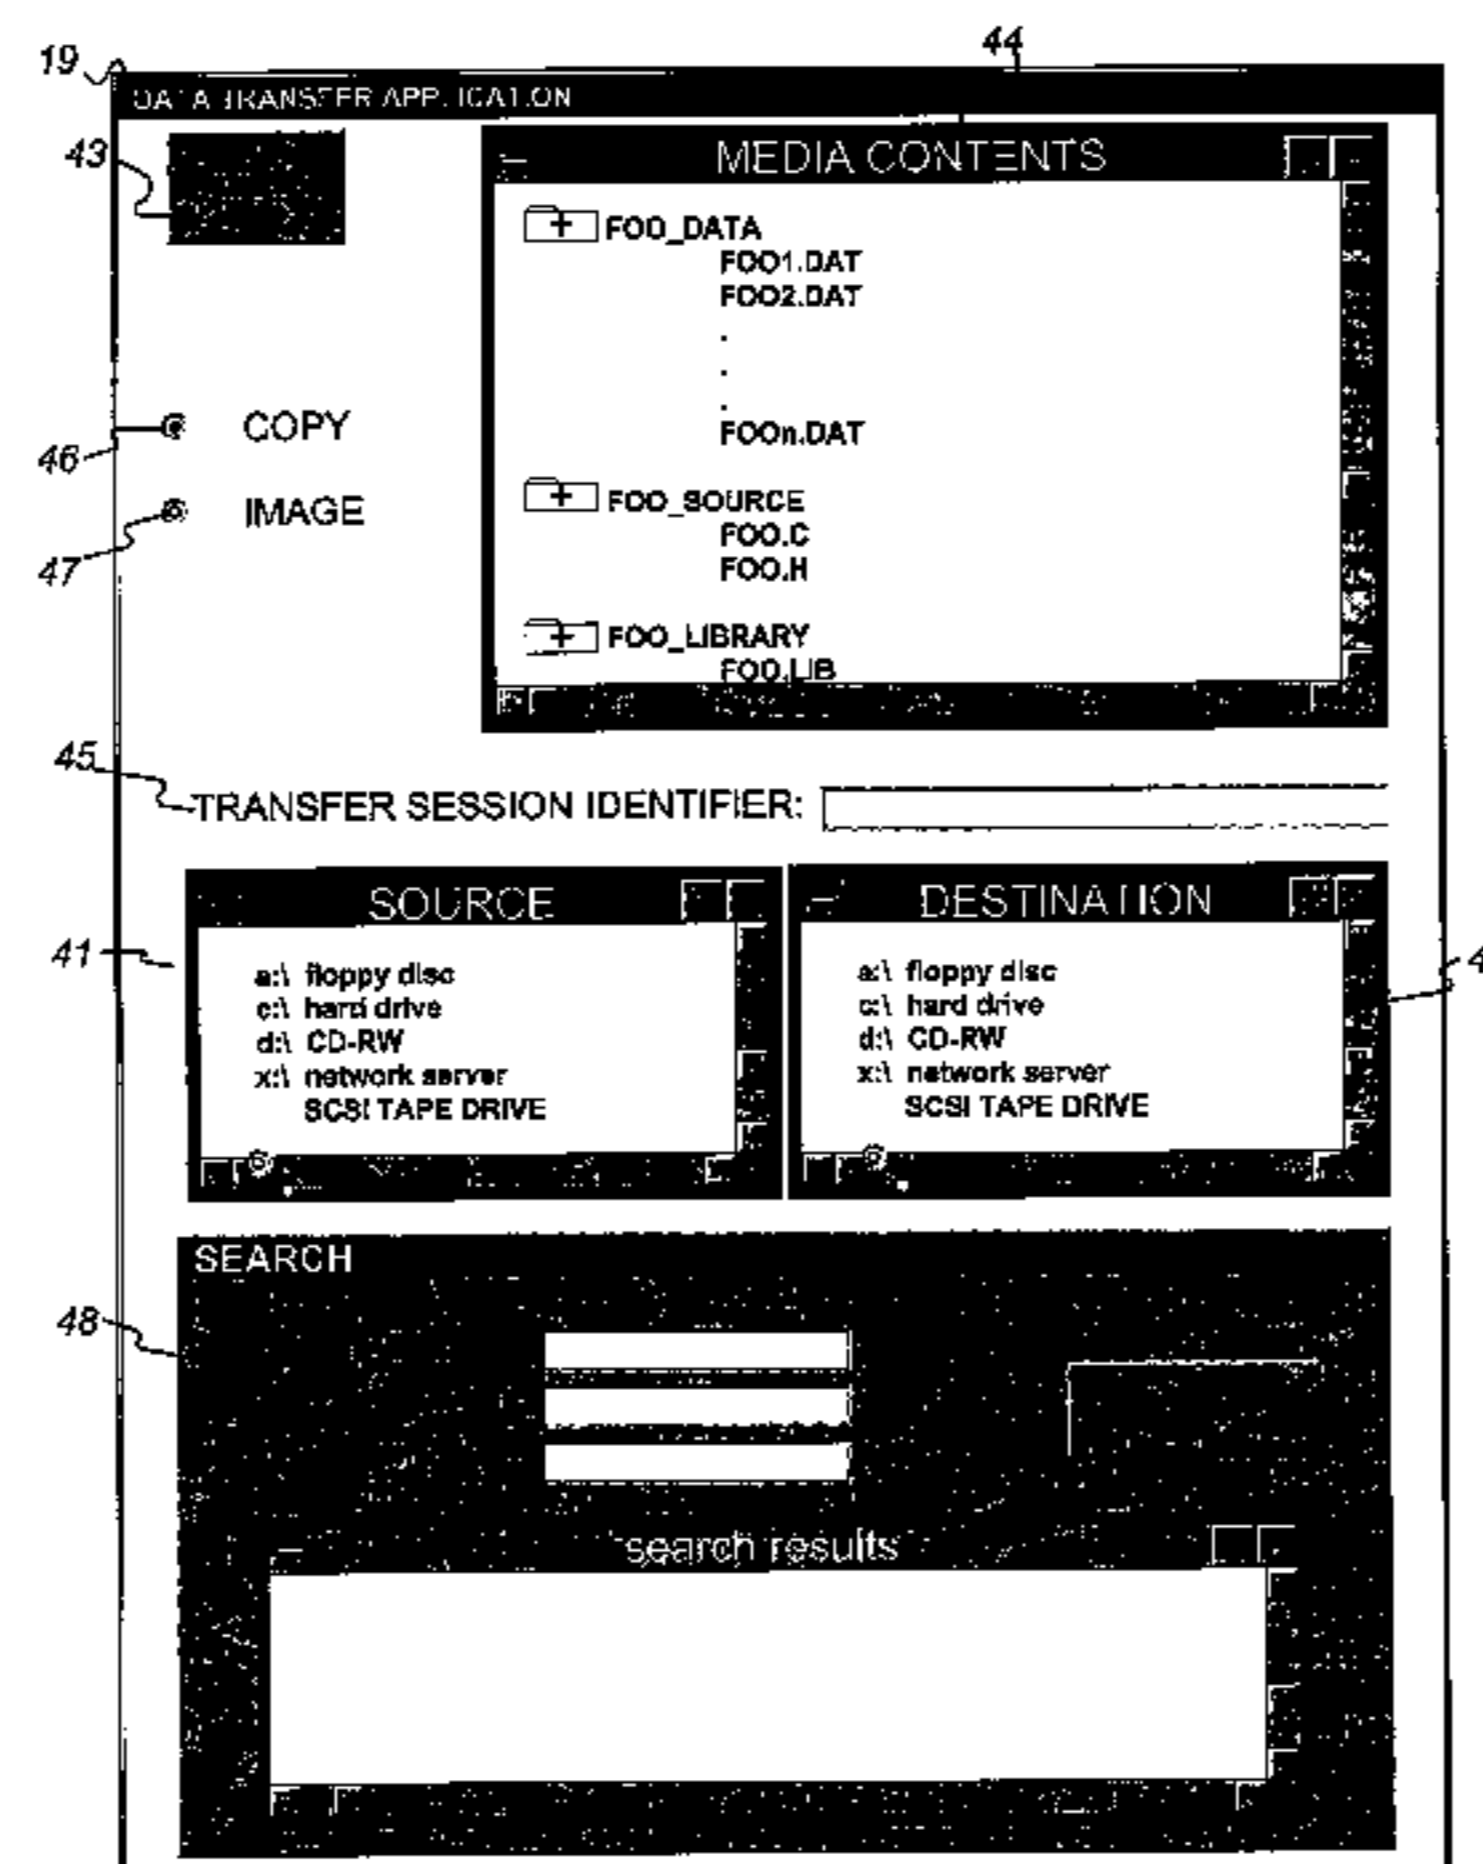 19
44
DATA TRANSFER APPLICATION
43
MEDIA CONTENTS
FOO_DATA
FOO1.DAT
FOO2.DAT
.
.
.
FOOn.DAT
46
COPY
47
IMAGE
FOO_SOURCE
FOO.C
FOO.H
FOO_LIBRARY
FOO.LIB
45
TRANSFER SESSION IDENTIFIER:
41
SOURCE
a:\ floppy disc
c:\ hard drive
d:\ CD-RW
x:\ network server
SCSI TAPE DRIVE
DESTINATION
a:\ floppy disc
c:\ hard drive
d:\ CD-RW
x:\ network server
SCSI TAPE DRIVE
48
SEARCH
search results